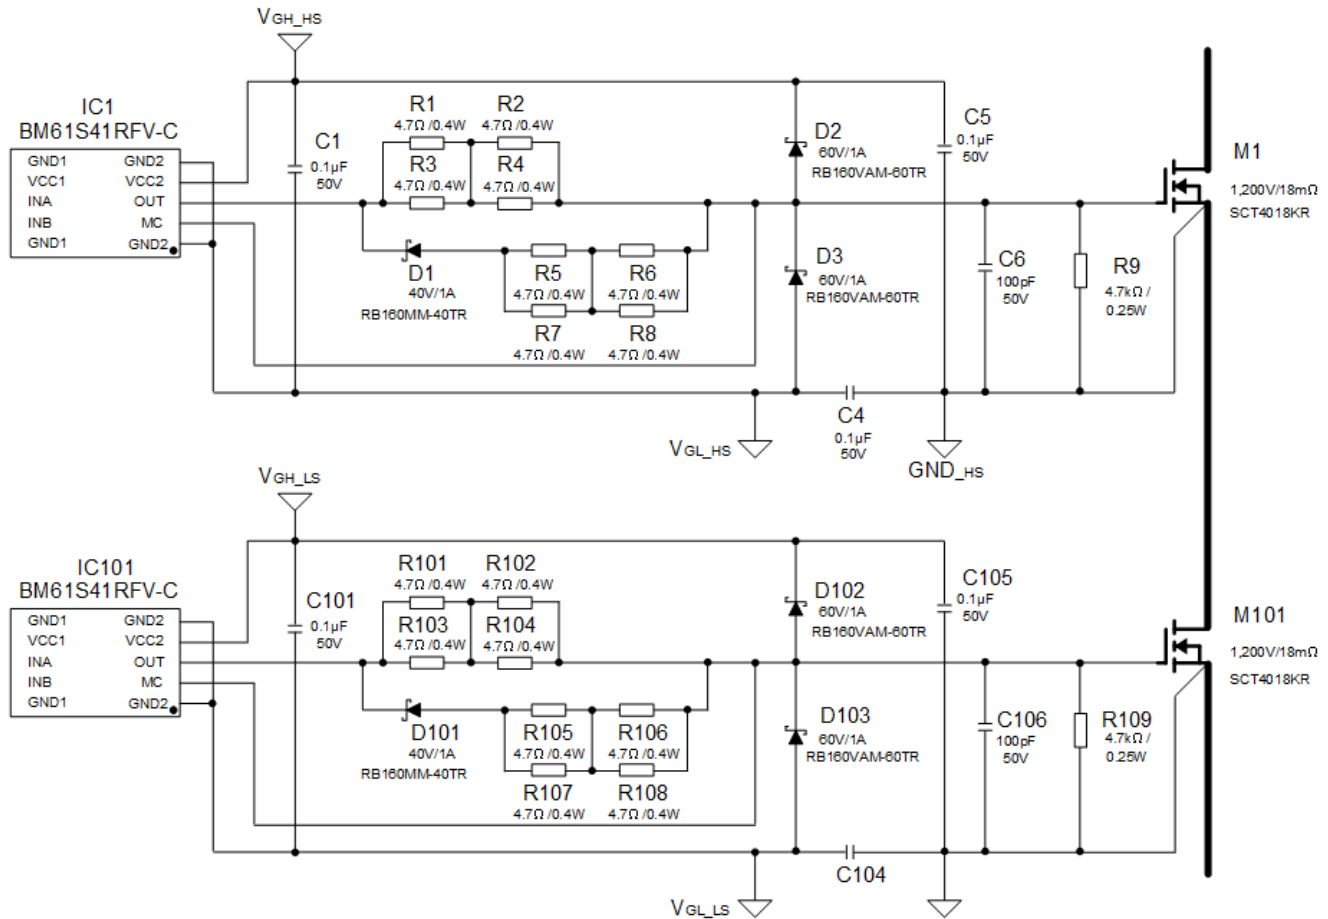 VGH_HS
IC1
BM61S41RFV-C
GND1 GND2
VCC1 VCC2
INA OUT
INB MC
GND1 GND2
C1
0.1μF
50V
R1
4.7Ω/0.4W
R2
4.7Ω/0.4W
R3
4.7Ω/0.4W
R4
4.7Ω/0.4W
D1
40V/1A
RB160MM-40TR
R5
4.7Ω/0.4W
R6
4.7Ω/0.4W
R7
4.7Ω/0.4W
R8
4.7Ω/0.4W
D2
60V/1A
RB160VAM-60TR
D3
60V/1A
RB160VAM-60TR
C5
0.1μF
50V
C6
100pF
50V
R9
4.7kΩ/
0.25W
M1
1,200V/18mΩ
SCT4018KR
C4
0.1μF
50V
VGL_HS
GND_HS
VGH_LS
IC101
BM61S41RFV-C
GND1 GND2
VCC1 VCC2
INA OUT
INB MC
GND1 GND2
C101
0.1μF
50V
R101
4.7Ω/0.4W
R102
4.7Ω/0.4W
R103
4.7Ω/0.4W
R104
4.7Ω/0.4W
D101
40V/1A
RB160MM-40TR
R105
4.7Ω/0.4W
R106
4.7Ω/0.4W
R107
4.7Ω/0.4W
R108
4.7Ω/0.4W
D102
60V/1A
RB160VAM-60TR
D103
60V/1A
RB160VAM-60TR
C105
0.1μF
50V
C106
100pF
50V
R109
4.7kΩ/
0.25W
M101
1,200V/18mΩ
SCT4018KR
C104
VGL_LS